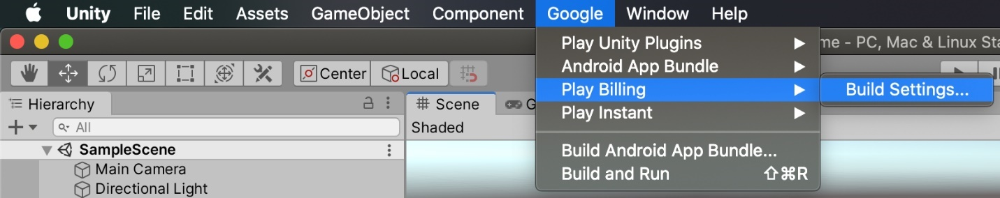 Unity File Edit Assets GameObject Component Google Window Help
Play Unity Plugins
me - PC, Mac & Linux Sta
Android App Bundle
Center Local
Play Billing
Build Settings...
Play Instant
Hierarchy
Scene G
All
Shaded
SampleScene
Build Android App Bundle...
Main Camera
Build and Run ⇧⌘R
Directional Light